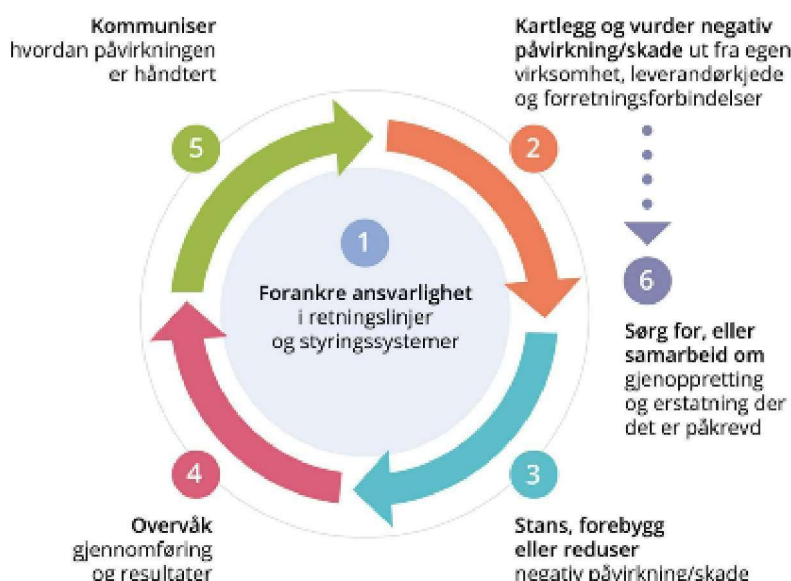 Kommuniser
hvordan påvirkningen
er håndtert
5
Kartlegg og vurder negativ
påvirkning/skade ut fra egen
virksomhet, leverandørkjede
og forretningsforbindelser
2
1
Forankre ansvarlighet
i retningslinjer
og styringssystemer
6
Sørg for, eller
samarbeid om
gjenoppretting
og erstatning der
det er påkrevd
4
Overvåk
gjennomføring
og resultater
3
Stans, forebygg
eller reduser
negativ påvirkning/skade